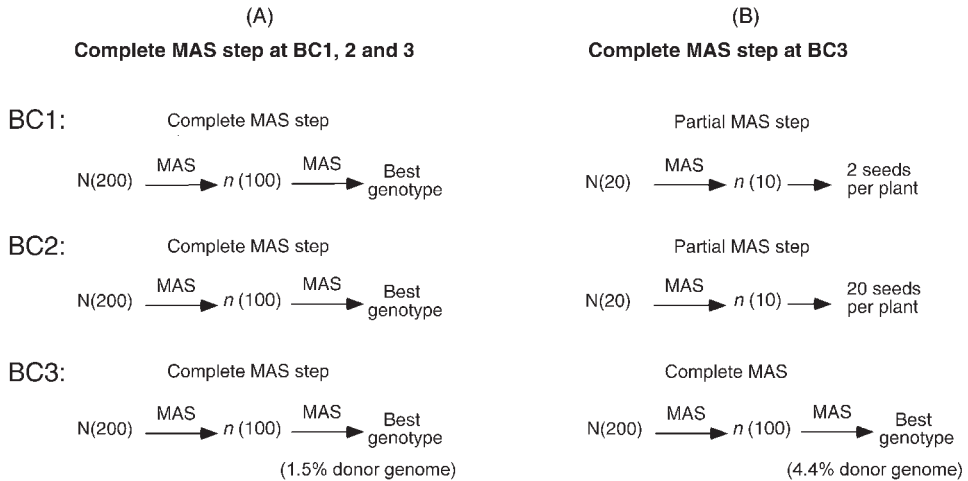 (A)
Complete MAS step at BC1, 2 and 3
BC1:
Complete MAS step
N(200) MAS n (100) MAS Best genotype
BC2:
Complete MAS step
N(200) MAS n (100) MAS Best genotype
BC3:
Complete MAS step
N(200) MAS n (100) MAS Best genotype
(1.5% donor genome)
(B)
Complete MAS step at BC3
Partial MAS step
N(20) MAS n (10) 2 seeds per plant
Partial MAS step
N(20) MAS n (10) 20 seeds per plant
Complete MAS
N(200) MAS n (100) MAS Best genotype
(4.4% donor genome)